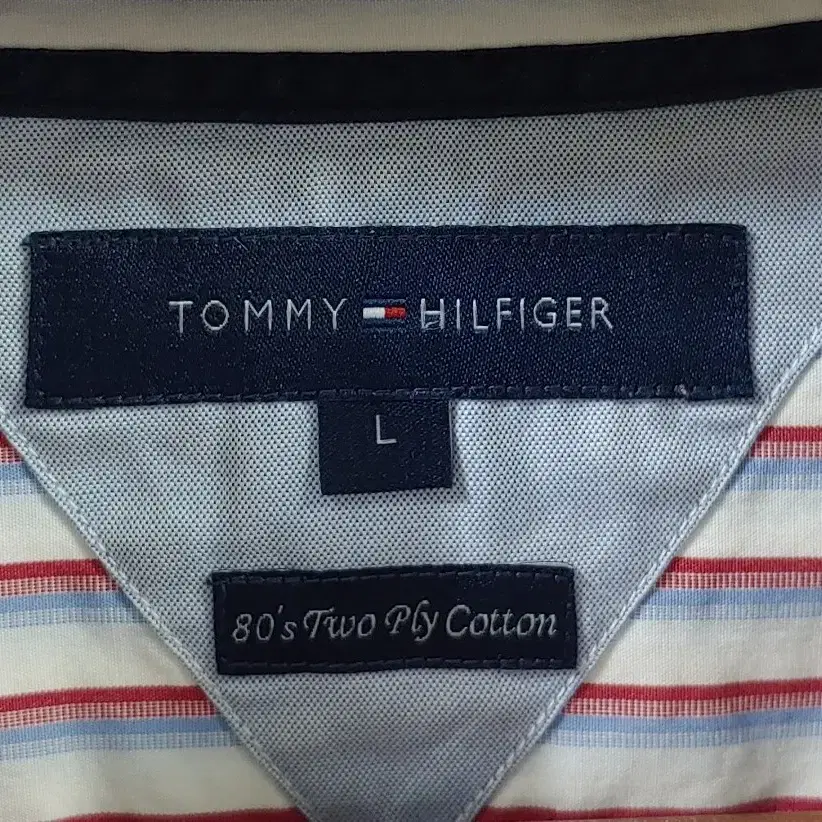 TOMMY HILFIGER
L
80's Two Ply Cotton